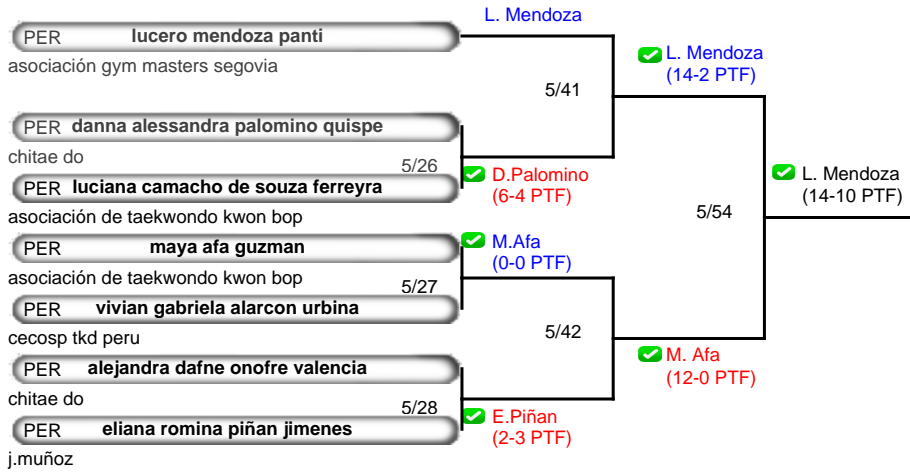 L. Mendoza
PER lucero mendoza panti
asociación gym masters segovia
L. Mendoza
(14-2 PTF)
5/41
PER danna alessandra palomino quispe
chitae do
5/26
PER luciana camacho de souza ferreyra
asociación de taekwondo kwon bop
D.Palomino
(6-4 PTF)
L. Mendoza
(14-10 PTF)
5/54
PER maya afa guzman
asociación de taekwondo kwon bop
M.Afa
(0-0 PTF)
5/27
PER vivian gabriela alarcon urbina
cecosp tkd peru
5/42
M. Afa
(12-0 PTF)
PER alejandra dafne onofre valencia
chitae do
5/28
PER eliana romina piñan jimenes
j.muñoz
E.Piñan
(2-3 PTF)